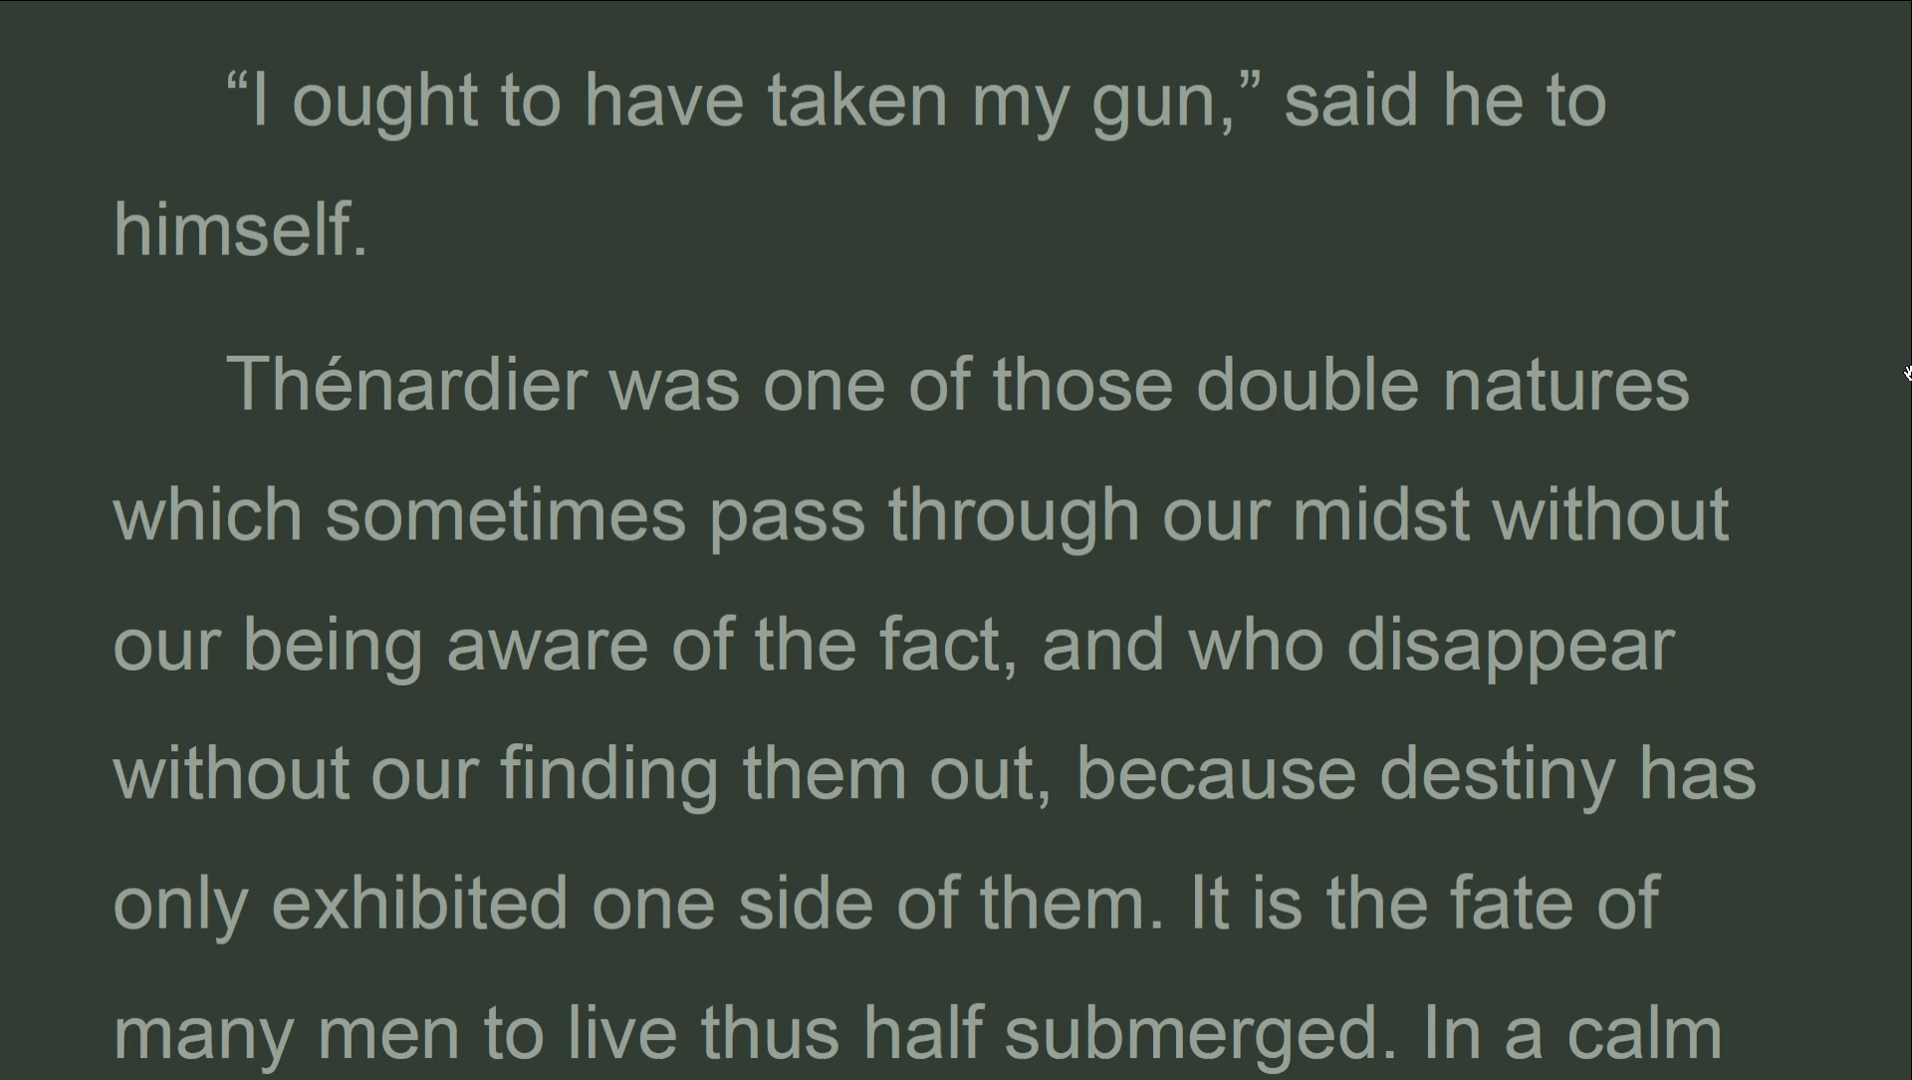 “I ought to have taken my gun,” said he to
himself.
Thénardier was one of those double natures
which sometimes pass through our midst without
our being aware of the fact, and who disappear
without our finding them out, because destiny has
only exhibited one side of them. It is the fate of
many men to live thus half submerged. In a calm